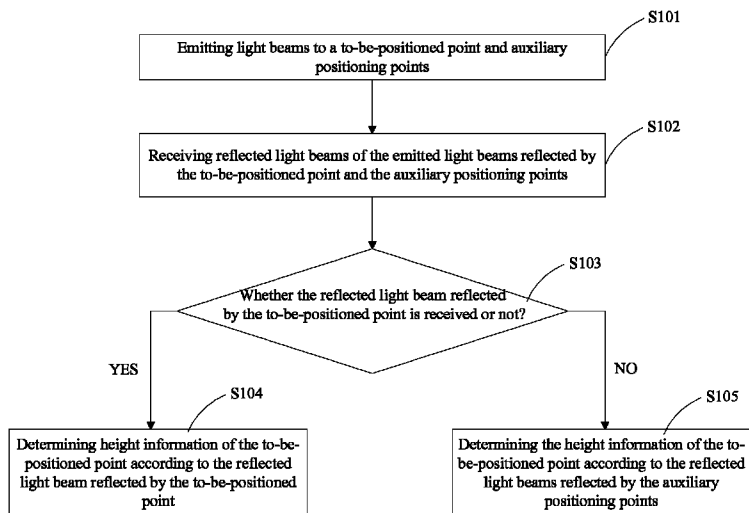 S101
Emitting light beams to a to-be-positioned point and auxiliary
positioning points
S102
Receiving reflected light beams of the emitted light beams reflected by
the to-be-positioned point and the auxiliary positioning points
S103
Whether the reflected light beam reflected
by the to-be-positioned point is received or not?
YES
NO
S104
S105
Determining height information of the to-be-
positioned point according to the reflected
light beam reflected by the to-be-positioned
point
Determining the height information of the to-
be-positioned point according to the reflected
light beams reflected by the auxiliary
positioning points